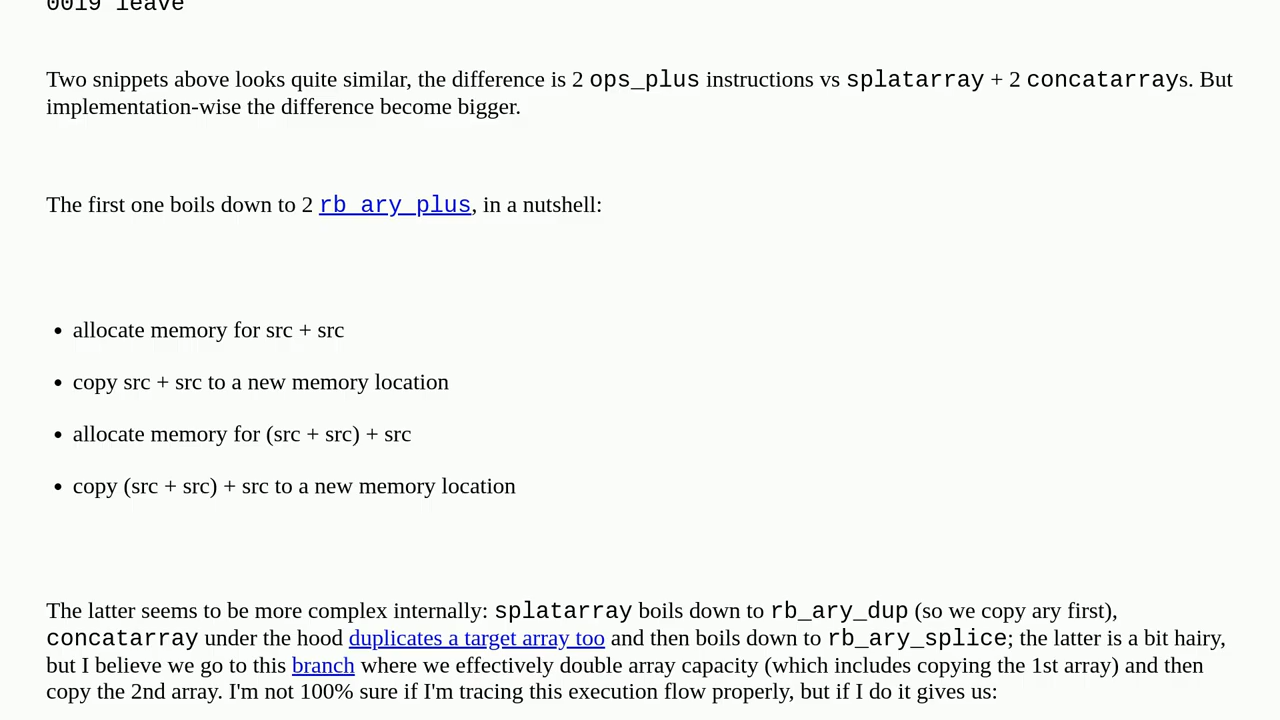 0019 leave
Two snippets above looks quite similar, the difference is 2 ops_plus instructions vs splatarray + 2 concatarrays. But
implementation-wise the difference become bigger.
The first one boils down to 2 rb_ary_plus, in a nutshell:
• allocate memory for src + src
• copy src + src to a new memory location
• allocate memory for (src + src) + src
• copy (src + src) + src to a new memory location
The latter seems to be more complex internally: splatarray boils down to rb_ary_dup (so we copy ary first),
concatarray under the hood duplicates a target array too and then boils down to rb_ary_splice; the latter is a bit hairy,
but I believe we go to this branch where we effectively double array capacity (which includes copying the 1st array) and then
copy the 2nd array. I'm not 100% sure if I'm tracing this execution flow properly, but if I do it gives us: